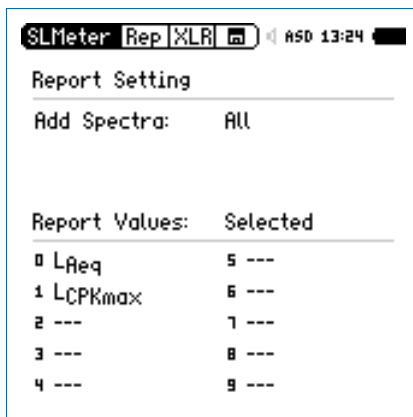 SLMeter Rep XLR ASD 13:24
Report Setting
Add Spectra: All
Report Values: Selected
0 LAeq 5 ---
1 LCPKmax 6 ---
2 --- 7 ---
3 --- 8 ---
4 --- 9 ---